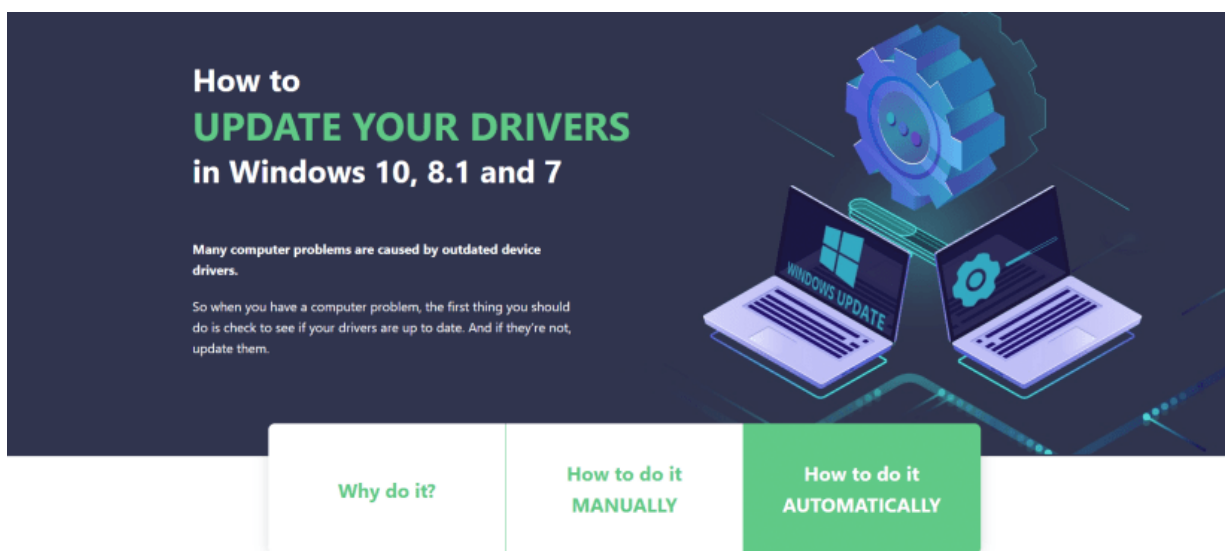 How to
UPDATE YOUR DRIVERS
in Windows 10, 8.1 and 7
Many computer problems are caused by outdated device
drivers.
So when you have a computer problem, the first thing you should
do is check to see if your drivers are up to date. And if they're not,
update them.
WINDOWS UPDATE
Why do it?
How to do it
MANUALLY
How to do it
AUTOMATICALLY